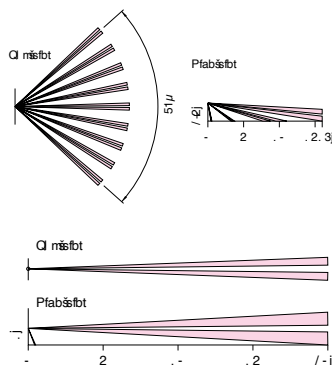 Ql mšsfbt
Pfabšsfbt
51µ
- 2 .- .2. 3j
Ql mšsfbt
Pfabšsfbt
. j
- 2 .- .2 /-j